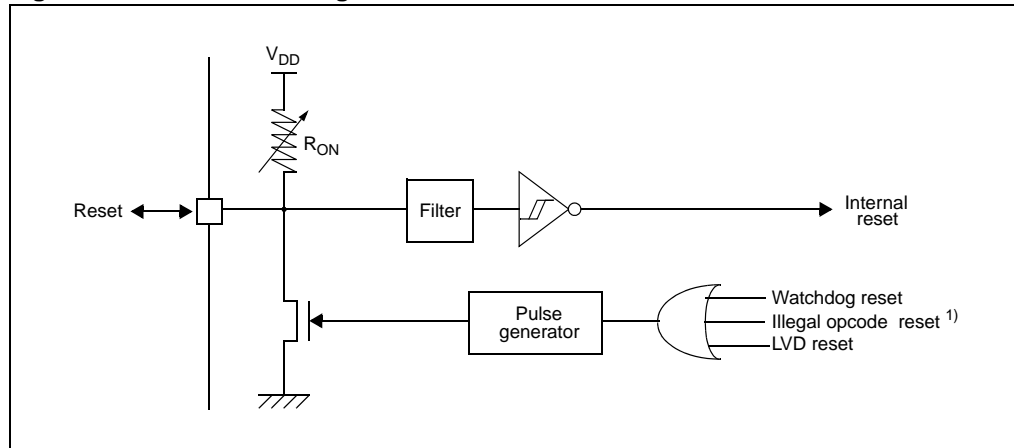 VDD
RON
Reset
Filter
Internal
reset
Pulse
generator
Watchdog reset
Illegal opcode reset 1)
LVD reset